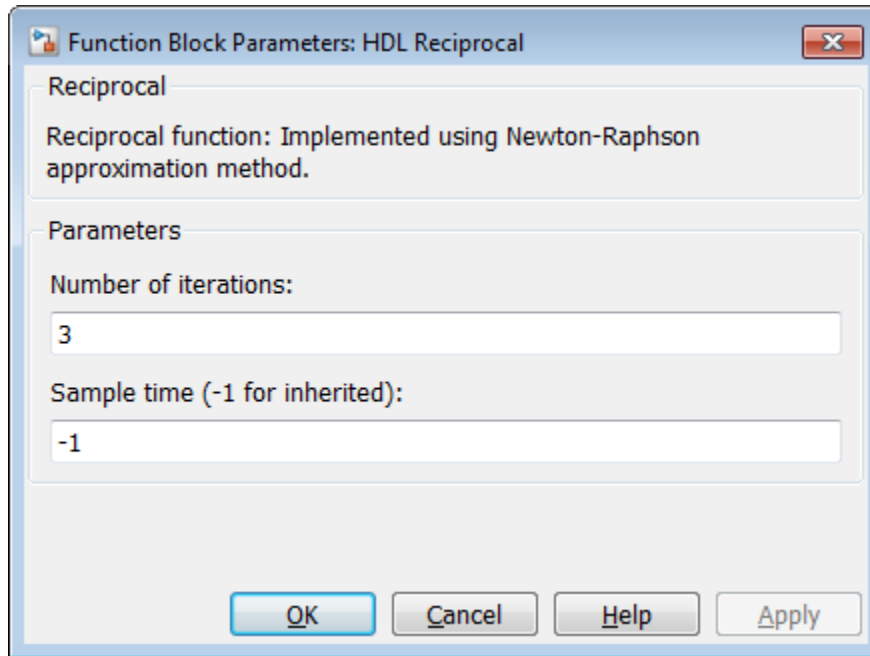 Function Block Parameters: HDL Reciprocal
Reciprocal
Reciprocal function: Implemented using Newton-Raphson
approximation method.
Parameters
Number of iterations:
3
Sample time (-1 for inherited):
-1
OK Cancel Help Apply